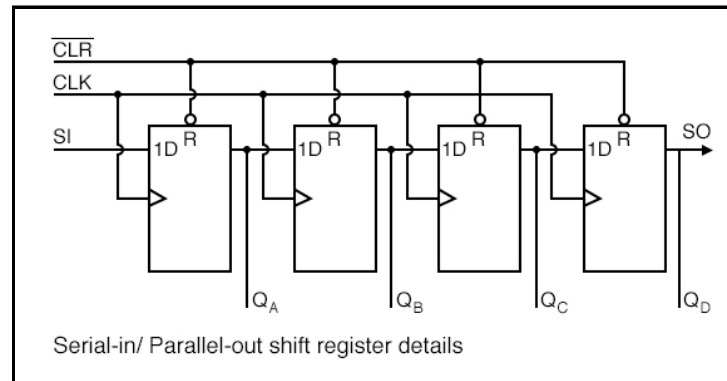 CLR
CLK
SI
SO
1D R
1D R
1D R
1D R
QA
QB
QC
QD
Serial-in/ Parallel-out shift register details